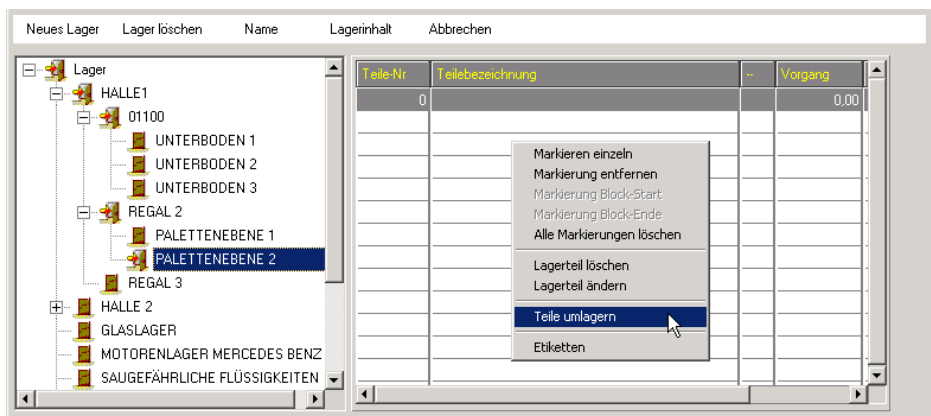 Neues Lager Lager löschen Name Lagerinhalt Abbrechen
Lager
HALLE1
01100
UNTERBODEN 1
UNTERBODEN 2
UNTERBODEN 3
REGAL 2
PALETTENEBENE 1
PALETTENEBENE 2
REGAL 3
HALLE 2
GLASLAGER
MOTORENLAGER MERCEDES BENZ
SAUGEFÄHRLICHE FLÜSSIGKEITEN
Teile-Nr Teilebezeichnung -- Vorgang
0 0,00
Markieren einzeln
Markierung entfernen
Markierung Block-Start
Markierung Block-Ende
Alle Markierungen löschen
Lagerteil löschen
Lagerteil ändern
Teile umlagern
Etiketten